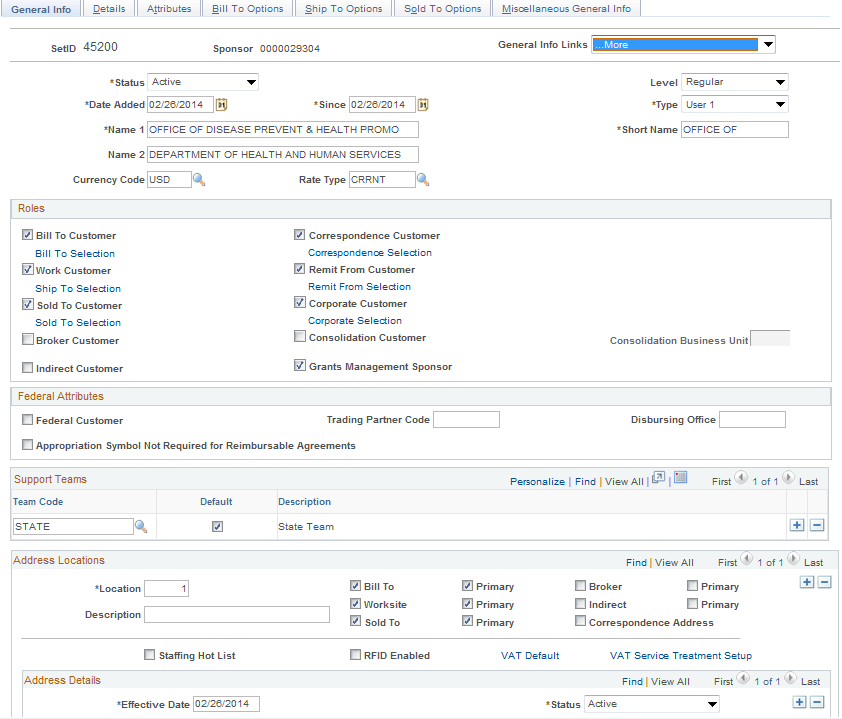 General Info Details Attributes Bill To Options Ship To Options Sold To Options Miscellaneous General Info
SetID 45200 Sponsor 0000029304 General Info Links ...More
*Status Active Level Regular
*Date Added 02/26/2014 *Since 02/26/2014 *Type User 1
*Name 1 OFFICE OF DISEASE PREVENT & HEALTH PROMO *Short Name OFFICE OF
Name 2 DEPARTMENT OF HEALTH AND HUMAN SERVICES
Currency Code USD Rate Type CRRNT
Roles
Bill To Customer Correspondence Customer
Bill To Selection Correspondence Selection
Work Customer Remit From Customer
Ship To Selection Remit From Selection
Sold To Customer Corporate Customer
Sold To Selection Corporate Selection
Broker Customer Consolidation Customer Consolidation Business Unit
Indirect Customer Grants Management Sponsor
Federal Attributes
Federal Customer Trading Partner Code Disbursing Office
Appropriation Symbol Not Required for Reimbursable Agreements
Support Teams Personalize | Find | View All | | First 1 of 1 Last
Team Code Default Description
STATE State Team
Address Locations Find | View All First 1 of 1 Last
*Location 1 Bill To Primary Broker Primary
Description Worksite Primary Indirect Primary
Sold To Primary Correspondence Address
Staffing Hot List RFID Enabled VAT Default VAT Service Treatment Setup
Address Details Find | View All First 1 of 1 Last
*Effective Date 02/26/2014 *Status Active